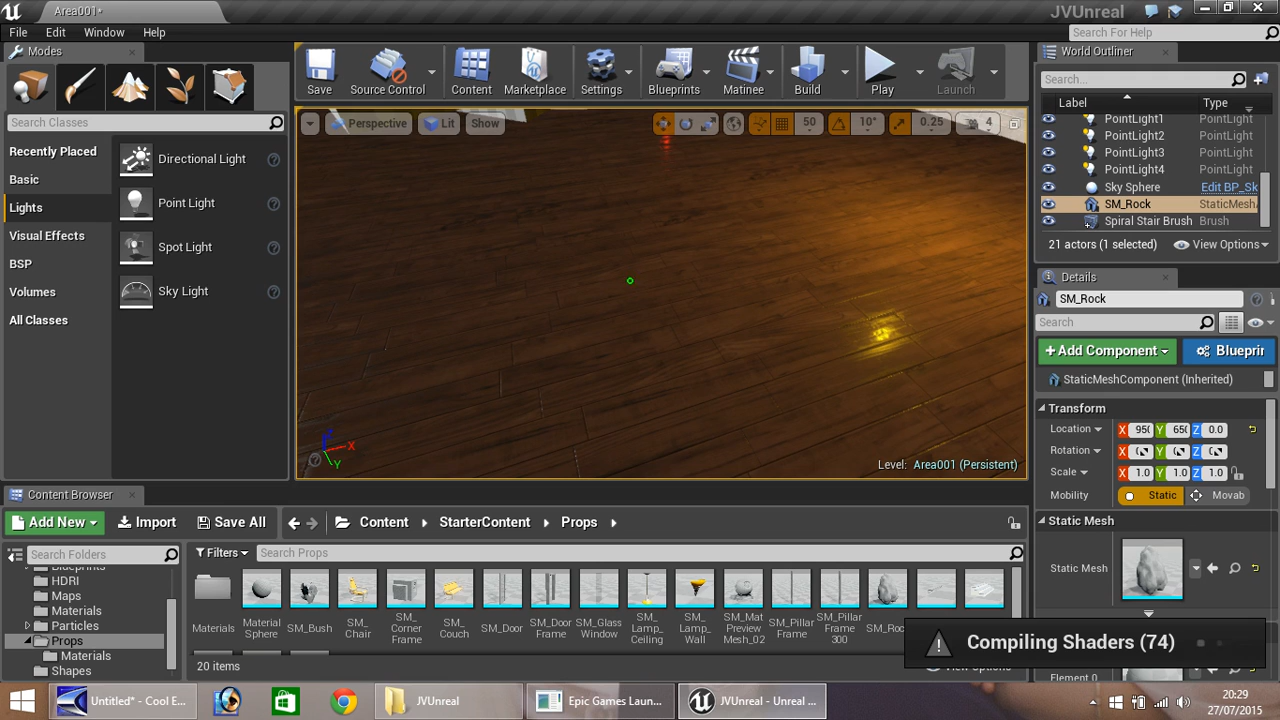 Area001*
JVUnreal
File Edit Window Help
Search For Help
Modes
Search Classes
Recently Placed
Basic
Lights
Visual Effects
BSP
Volumes
All Classes
Directional Light
Point Light
Spot Light
Sky Light
Save
Source Control
Content
Marketplace
Settings
Blueprints
Matinee
Build
Play
Launch
Perspective Lit Show
50 10° 0.25 4
X
Y
Level: Area001 (Persistent)
World Outliner
Search...
Label Type
PointLight1 PointLight
PointLight2 PointLight
PointLight3 PointLight
PointLight4 PointLight
Sky Sphere Edit BP_Sk
SM_Rock StaticMesh
Spiral Stair Brush Brush
21 actors (1 selected) View Options
Details
SM_Rock
Search
+Add Component Blueprin
StaticMeshComponent (Inherited)
Transform
Location X 950 Y 650 Z 0.0
Rotation X Y Z
Scale X 1.0 Y 1.0 Z 1.0
Mobility Static Movab
Static Mesh
Static Mesh
Element 0
Content Browser
Add New Import Save All Content StarterContent Props
Search Folders
Blueprints
HDRI
Maps
Materials
Particles
Props
Materials
Shapes
Filters Search Props
Materials
Material Sphere
SM_Bush
SM_ Chair
SM_ Corner Frame
SM_ Couch
SM_Door
SM_Door Frame
SM_Glass Window
SM_ Lamp_ Ceiling
SM_ Lamp_ Wall
SM_Mat Preview Mesh_02
SM_Pillar Frame
SM_Pillar Frame 300
SM_Roc
20 items
View Options
Compiling Shaders (74)
Untitled* - Cool E...
JVUnreal
Epic Games Laun...
JVUnreal - Unreal ...
20:29
27/07/2015